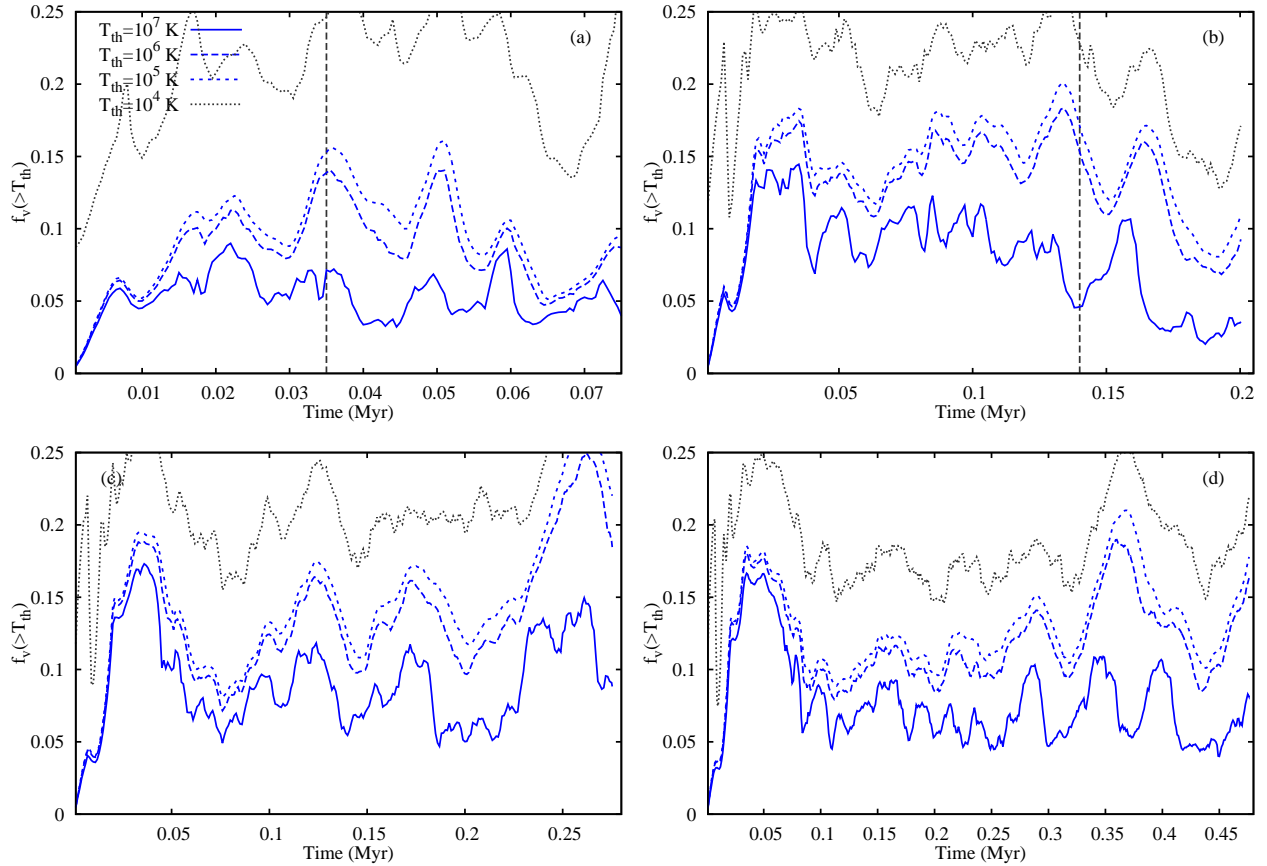 T_th=10^7 K
T_th=10^6 K
T_th=10^5 K
T_th=10^4 K
(a)
0.25
0.2
0.15
0.1
0.05
0
f_v(>T_th)
0.01 0.02 0.03 0.04 0.05 0.06 0.07
Time (Myr)
(b)
0.25
0.2
0.15
0.1
0.05
0
f_v(>T_th)
0.05 0.1 0.15 0.2
Time (Myr)
(c)
0.25
0.2
0.15
0.1
0.05
0
f_v(>T_th)
0.05 0.1 0.15 0.2 0.25
Time (Myr)
(d)
0.25
0.2
0.15
0.1
0.05
0
f_v(>T_th)
0.05 0.1 0.15 0.2 0.25 0.3 0.35 0.4 0.45
Time (Myr)